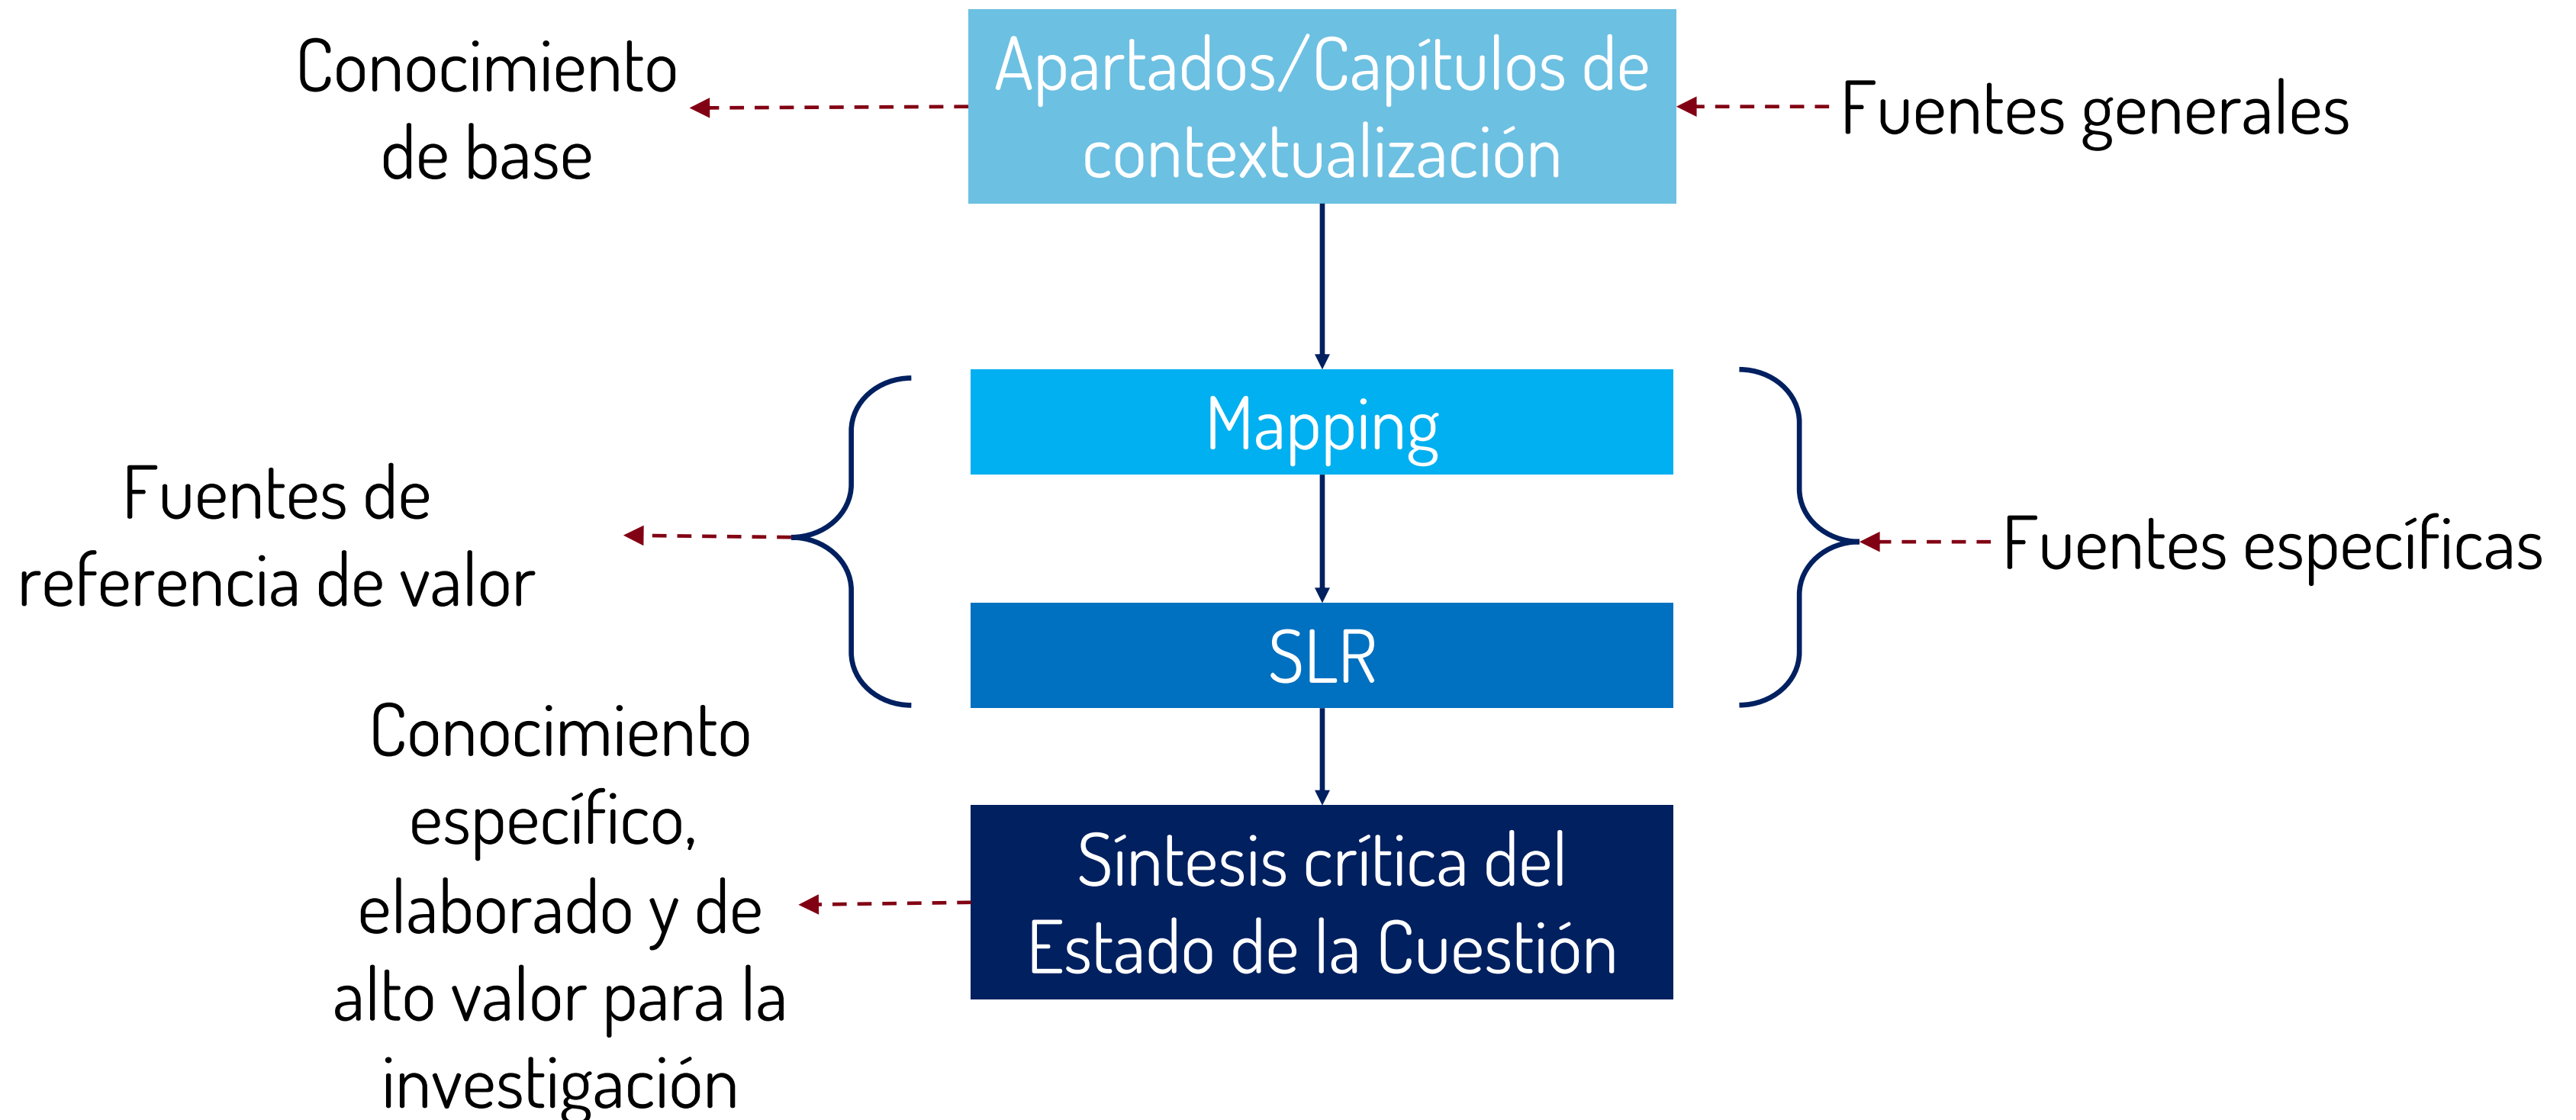 Conocimiento
de base
Apartados/Capítulos de
contextualización
Fuentes generales
Mapping
Fuentes de
referencia de valor
Fuentes específicas
SLR
Conocimiento
específico,
elaborado y de
alto valor para la
investigación
Síntesis crítica del
Estado de la Cuestión